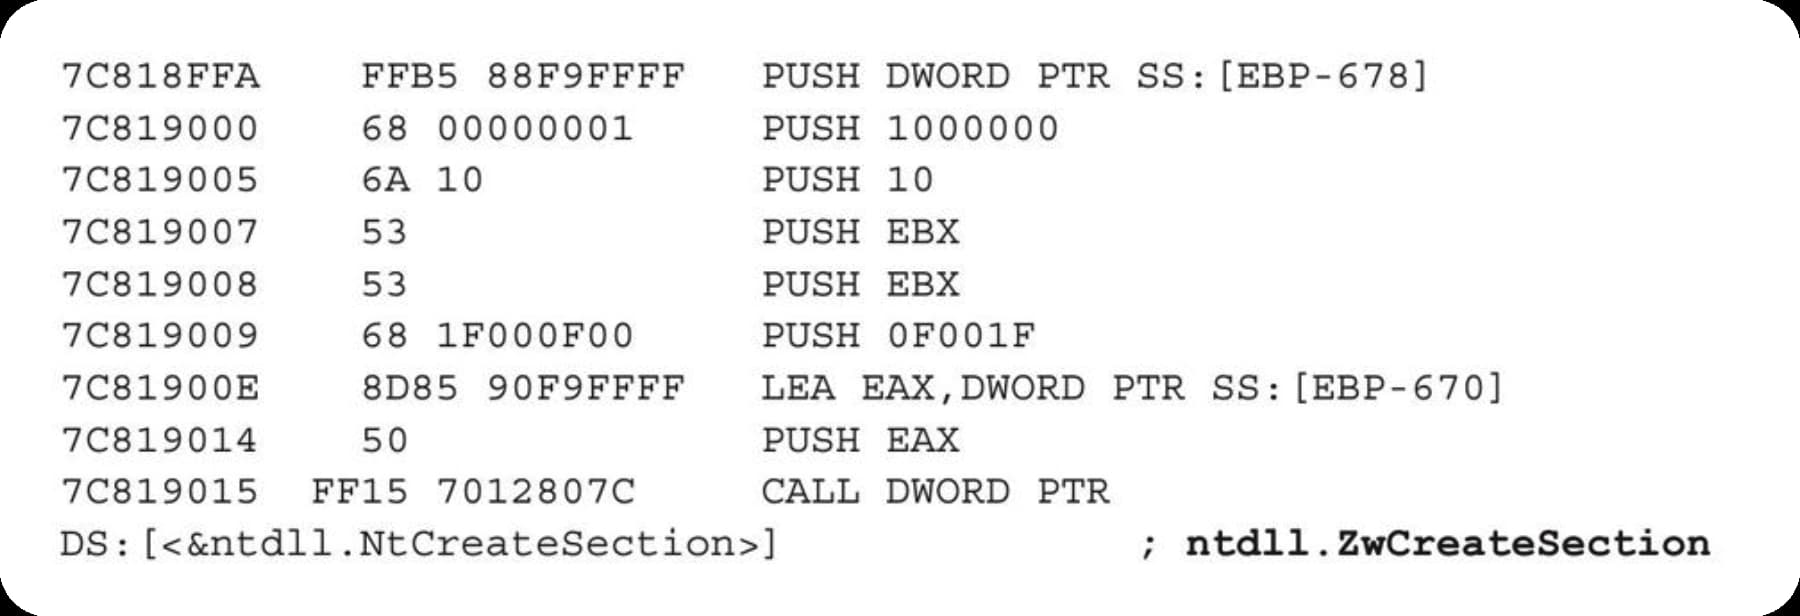 7C818FFA    FFB5 88F9FFFF   PUSH DWORD PTR SS:[EBP-678]
7C819000    68 00000001     PUSH 1000000
7C819005    6A 10           PUSH 10
7C819007    53              PUSH EBX
7C819008    53              PUSH EBX
7C819009    68 1F000F00     PUSH 0F001F
7C81900E    8D85 90F9FFFF   LEA EAX,DWORD PTR SS:[EBP-670]
7C819014    50              PUSH EAX
7C819015  FF15 7012807C     CALL DWORD PTR
DS:[<&ntdll.NtCreateSection>]               ; ntdll.ZwCreateSection